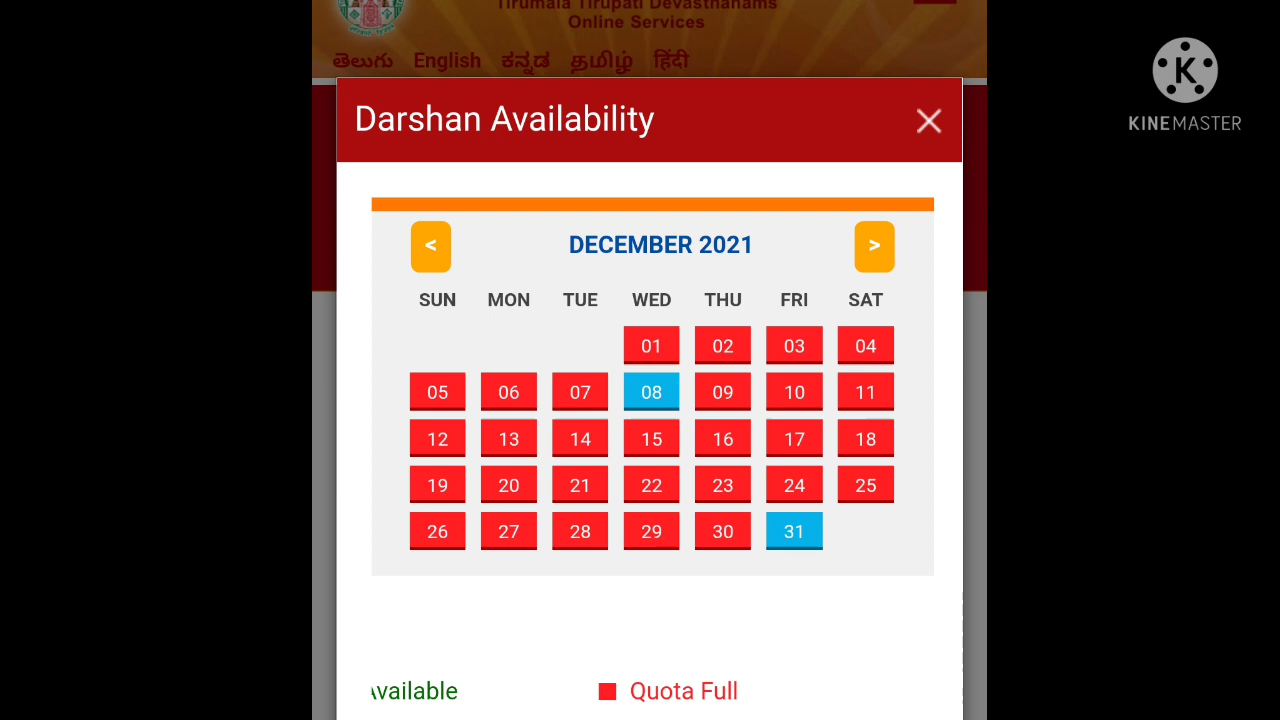 Tirumala Tirupati Devasthanams
Online Services
తెలుగు English ಕನ್ನಡ தமிழ் हिंदी
K
KINEMASTER
Darshan Availability
<
DECEMBER 2021
>
SUN MON TUE WED THU FRI SAT
01 02 03 04
05 06 07 08 09 10 11
12 13 14 15 16 17 18
19 20 21 22 23 24 25
26 27 28 29 30 31
Available Quota Full